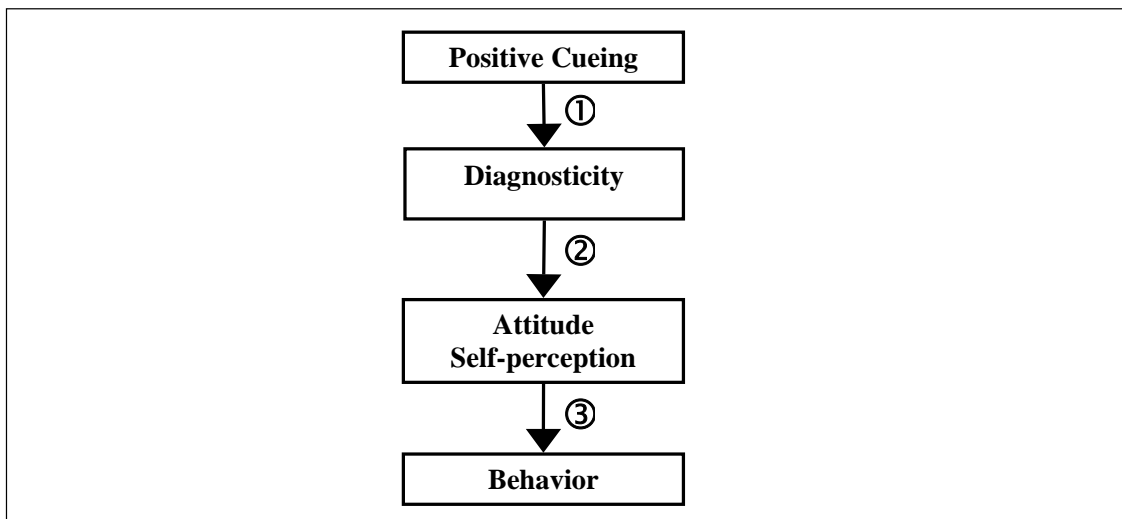 Positive Cueing
①
Diagnosticity
②
Attitude
Self-perception
③
Behavior